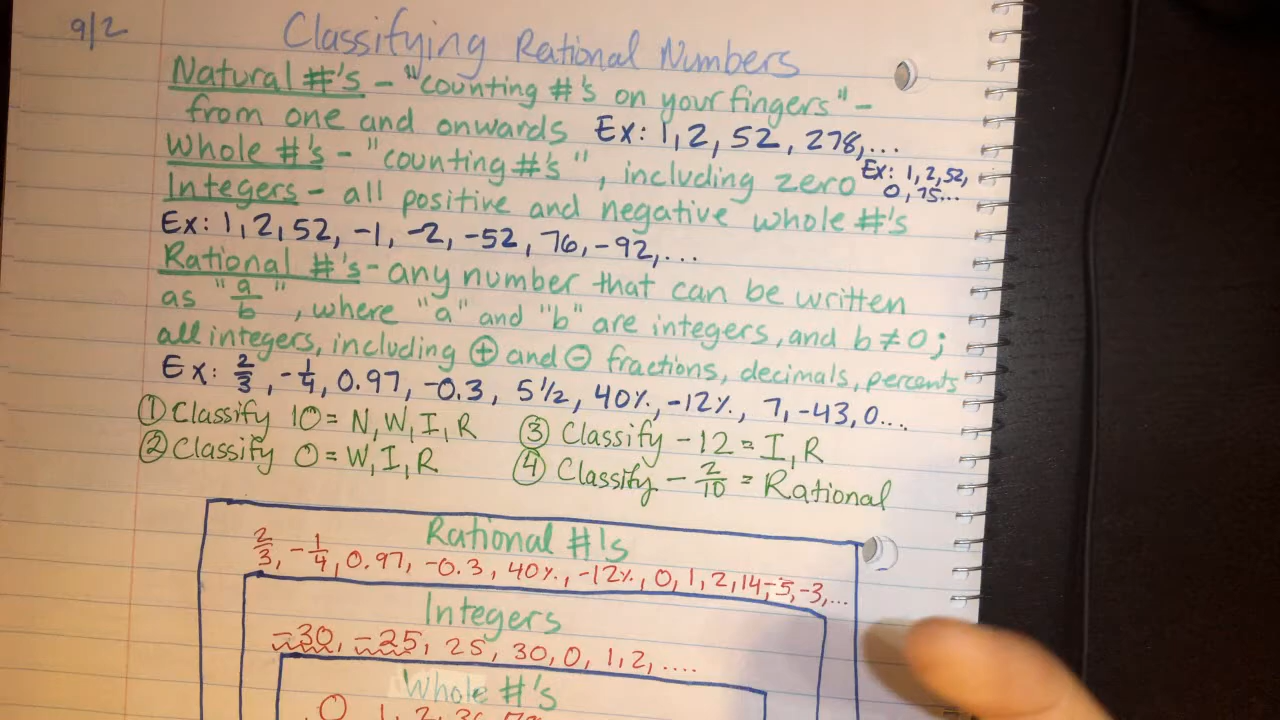 9/2
Classifying Rational Numbers
Natural #'s - "counting #'s on your fingers" -
from one and onwards Ex: 1, 2, 52, 278, ...
Whole #'s - "counting #'s", including zero Ex: 1, 2, 52,
0, 75...
Integers - all positive and negative whole #'s
Ex: 1, 2, 52, -1, -2, -52, 76, -92, ...
Rational #'s - any number that can be written
as "a/b", where "a" and "b" are integers, and b ≠ 0;
all integers, including ⊕ and ⊖ fractions, decimals, percents
Ex: 2/3, -1/4, 0.97, -0.3, 5 1/2, 40%, -12%, 7, -43, 0...
① Classify 10 = N, W, I, R ③ Classify -12 = I, R
② Classify 0 = W, I, R ④ Classify - 2/10 = Rational
Rational #'s
2/3, -1/4, 0.97, -0.3, 40%, -12%, 0, 1, 2, 14, -5, -3, ...
Integers
-30, -25, 25, 30, 0, 1, 2, ....
Whole #'s
0 1, 2,